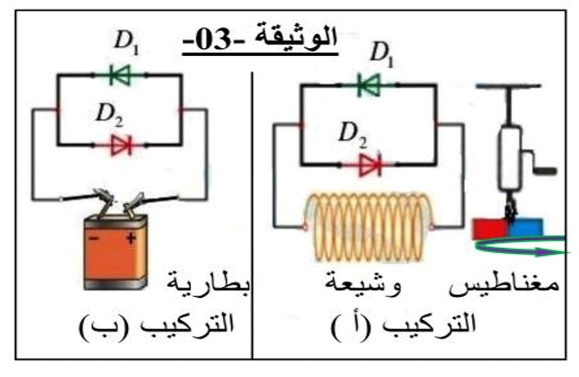 الوثيقة -03-
D1
D2
D1
D2
- +
مغناطيس
وشيعة
بطارية
التركيب (أ)
التركيب (ب)